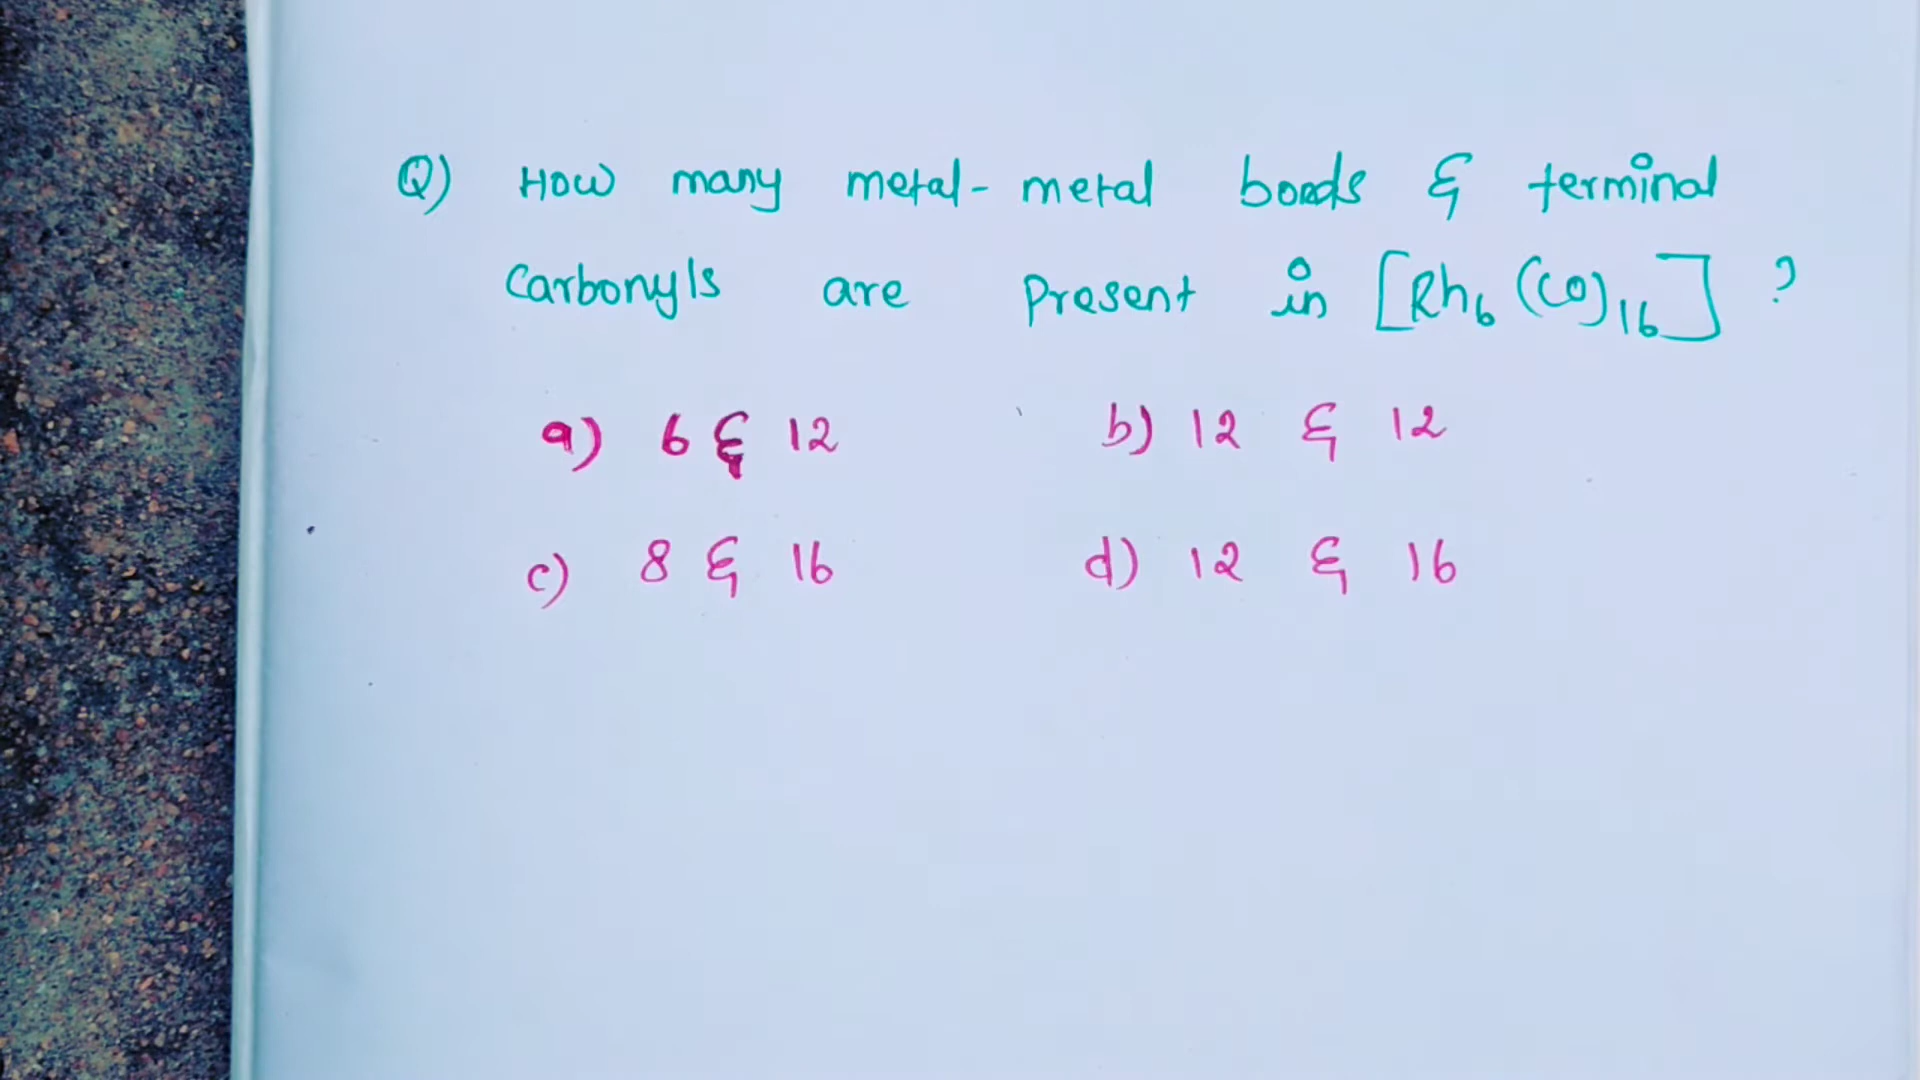 Q) How many metal-metal bonds & terminal
Carbonyls are Present in [Rh6(CO)16] ?
a) 6 & 12 b) 12 & 12
c) 8 & 16 d) 12 & 16